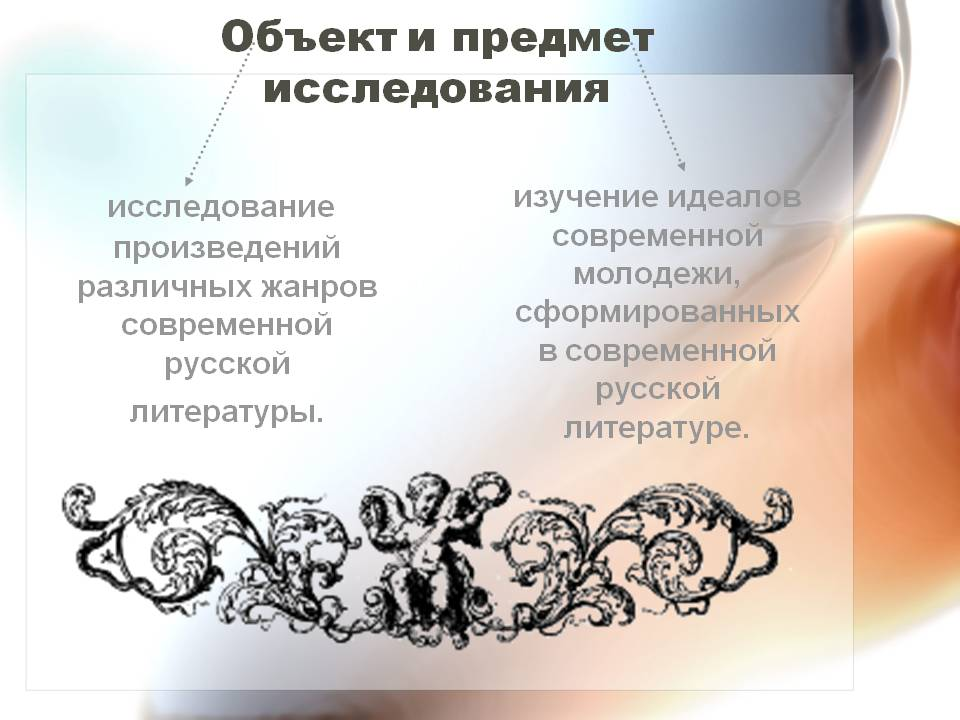 Объект и предмет
исследования
исследование
произведений
различных жанров
современной
русской
литературы.
изучение идеалов
современной
молодежи,
сформированных
в современной
русской
литературе.